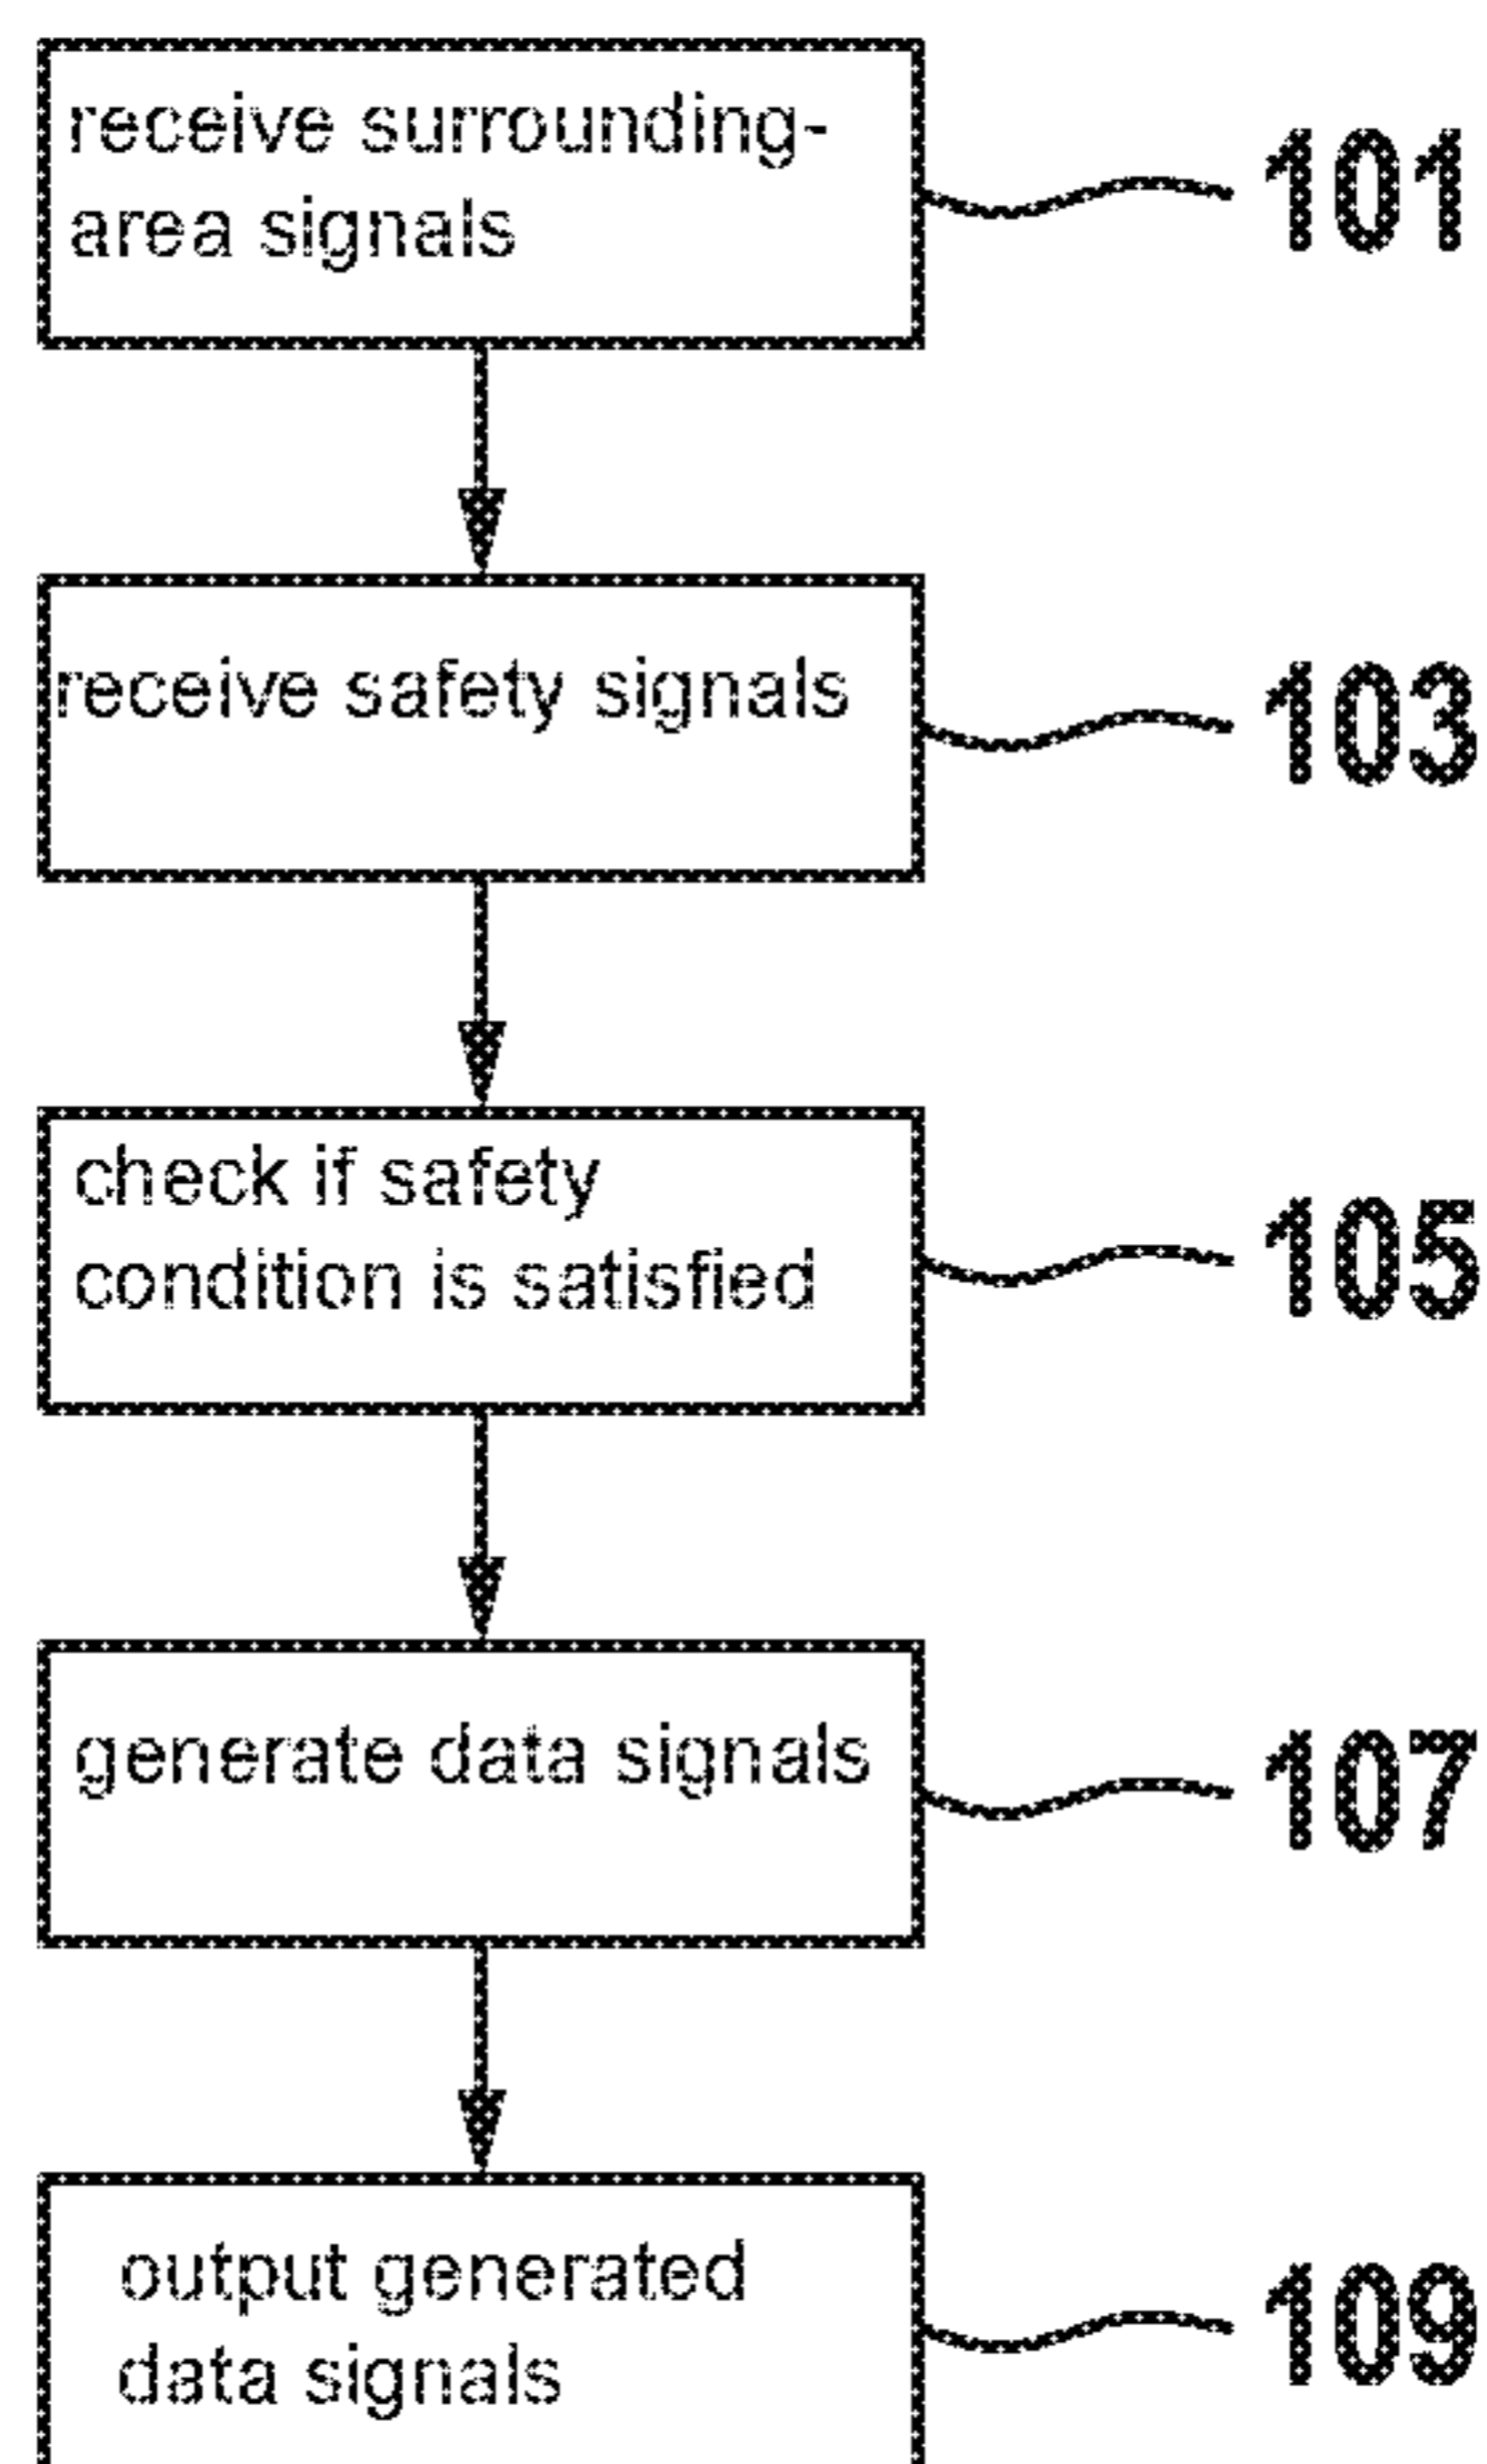 receive surrounding-
area signals
101
receive safety signals
103
check if safety
condition is satisfied
105
generate data signals
107
output generated
data signals
109